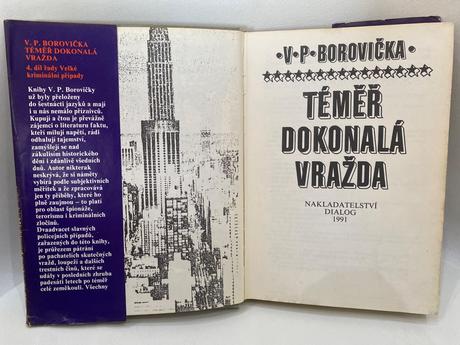 V. P. BOROVIČKA
TÉMĚŘ DOKONALÁ
VRAŽDA
4. díl řady Velké
kriminální případy
Knihy V. P. Borovičky
už byly přeloženy
do šestnácti jazyků a mají
i u nás nemálo příznivců.
Kupují a čtou je převážně
zájemci o literaturu faktu,
kteří milují napětí, rádi
odhalují tajemství,
zamýšlejí se nad
zákulisím historického
dění i zdánlivě všedních
dnů. Autor nikterak
neskrývá, že si náměty
vybírá podle subjektivních
měřítek a že zpracovává
jen ty příběhy, které ho
plně zaujmou — to platí
pro oblast špionáže,
terorismu i kriminálních
zločinů.
Dvaadvacet slavných
policejních případů,
zařazených do této knihy,
je průřezem pátrání
po pachatelích skutečných
vražd, loupeží a dalších
trestných činů, které se
udály v posledních zhruba
padesáti letech po téměř
celé zeměkouli. Všechny
·V·P·BOROVIČKA·
TÉMĚŘ
DOKONALÁ
VRAŽDA
NAKLADATELSTVÍ
DIALOG
1991